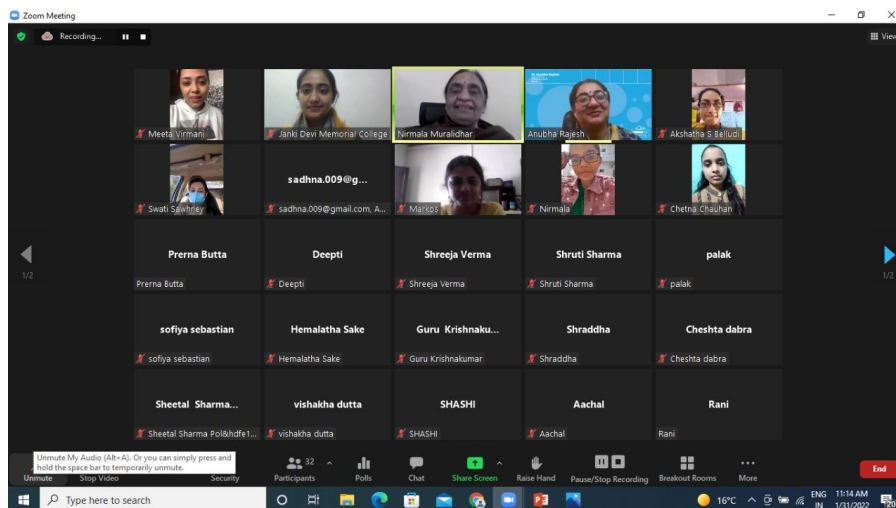 Zoom Meeting
Recording...
View
Meeta Virmani
Janki Devi Memorial College
Nirmala Muralidhar
Anubha Rajesh
Akshatha S Belludi
Swati Sawhney
sadhna.009@g...
sadhna.009@gmail.com, A...
Markos
Nirmala
Chetna Chauhan
1/2
1/2
Prerna Butta
Deepti
Shreeja Verma
Shruti Sharma
palak
Prerna Butta
Deepti
Shreeja Verma
Shruti Sharma
palak
sofiya sebastian
Hemalatha Sake
Guru Krishnaku...
Shraddha
Cheshta dabra
sofiya sebastian
Hemalatha Sake
Guru Krishnakumar
Shraddha
Cheshta dabra
Sheetal Sharma...
vishakha dutta
SHASHI
Aachal
Rani
Sheetal Sharma Pol&hdfe1...
vishakha dutta
SHASHI
Aachal
Rani
Unmute My Audio (Alt+A). Or you can simply press and
hold the space bar to temporarily unmute.
32
Unmute
Stop Video
Security
Participants
Polls
Chat
Share Screen
Raise Hand
Pause/Stop Recording
Breakout Rooms
More
End
Type here to search
16°C
ENG
IN
11:14 AM
1/31/2022